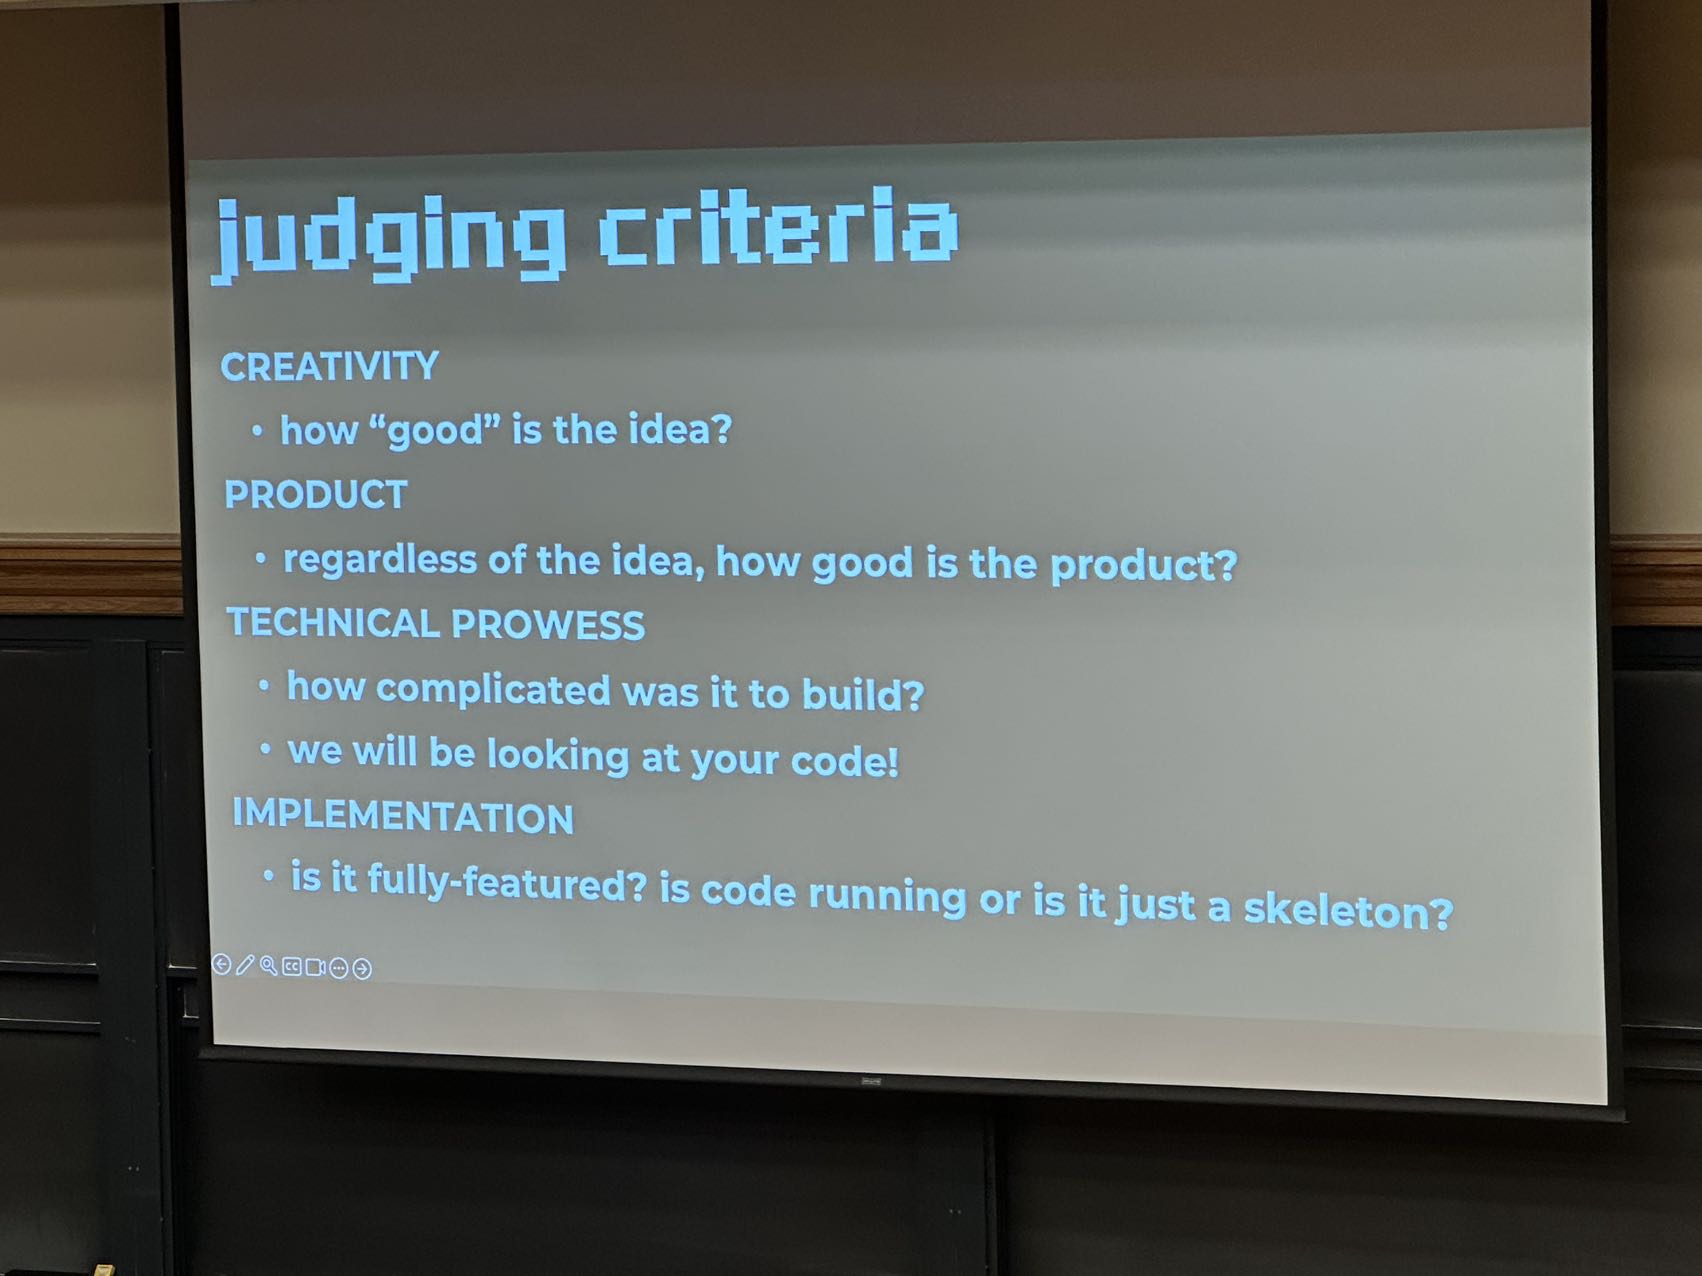 judging criteria
CREATIVITY
• how “good” is the idea?
PRODUCT
• regardless of the idea, how good is the product?
TECHNICAL PROWESS
• how complicated was it to build?
• we will be looking at your code!
IMPLEMENTATION
• is it fully-featured? is code running or is it just a skeleton?
CC